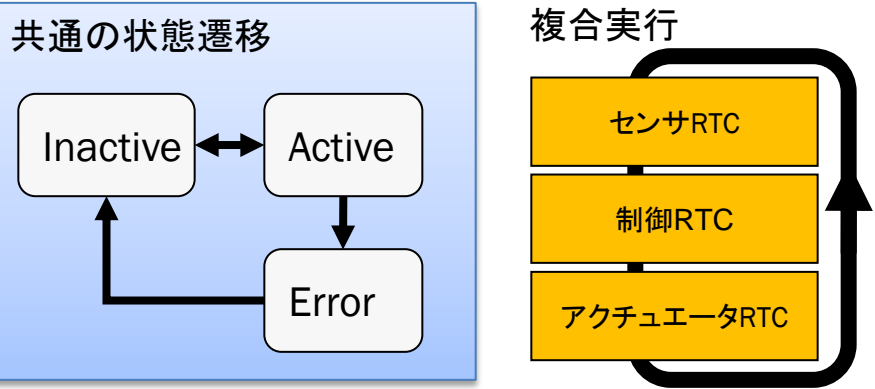 共通の状態遷移
Inactive
Active
Error
複合実行
センサRTC
制御RTC
アクチュエータRTC